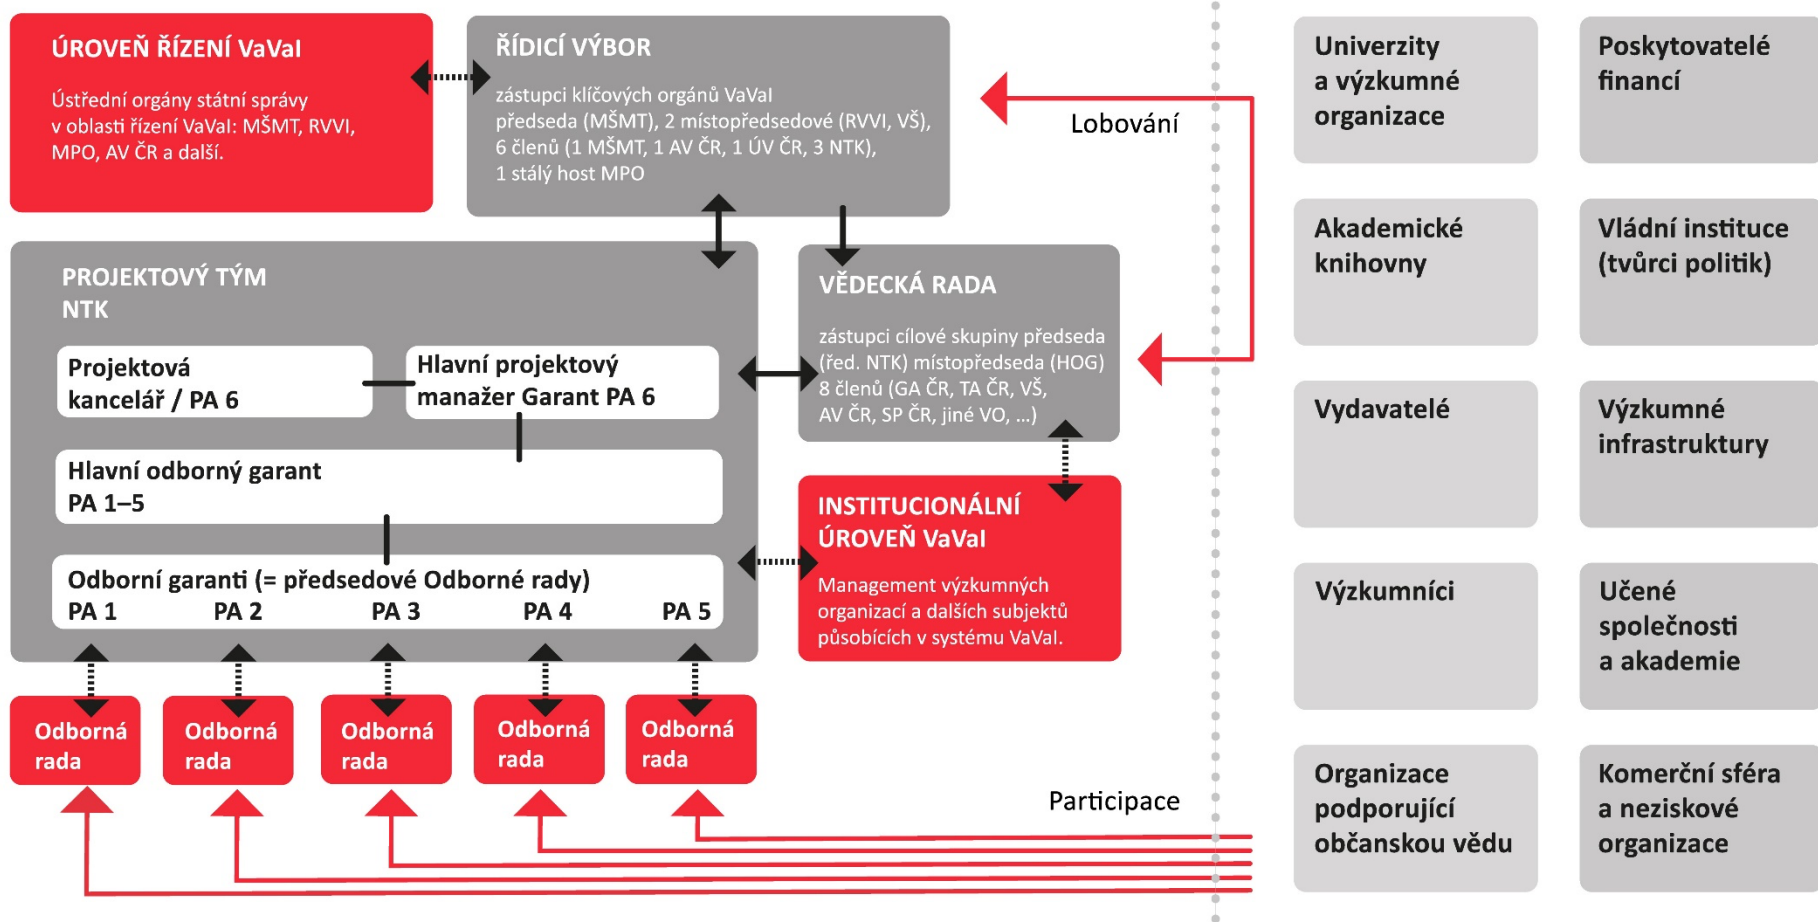 ÚROVEŇ ŘÍZENÍ VaVaI
Ústřední orgány státní správy
v oblasti řízení VaVaI: MŠMT, RVVI,
MPO, AV ČR a další.
ŘÍDICÍ VÝBOR
zástupci klíčových orgánů VaVaI
předseda (MŠMT), 2 místopředsedové (RVVI, VŠ),
6 členů (1 MŠMT, 1 AV ČR, 1 ÚV ČR, 3 NTK),
1 stálý host MPO
Lobování
PROJEKTOVÝ TÝM
NTK
Projektová
kancelář / PA 6
Hlavní projektový
manažer Garant PA 6
Hlavní odborný garant
PA 1–5
Odborní garanti (= předsedové Odborné rady)
PA 1 PA 2 PA 3 PA 4 PA 5
VĚDECKÁ RADA
zástupci cílové skupiny předseda
(řed. NTK) místopředseda (HOG)
8 členů (GA ČR, TA ČR, VŠ,
AV ČR, SP ČR, jiné VO, ...)
INSTITUCIONÁLNÍ
ÚROVEŇ VaVaI
Management výzkumných
organizací a dalších subjektů
působících v systému VaVaI.
Odborná
rada
Odborná
rada
Odborná
rada
Odborná
rada
Odborná
rada
Participace
Univerzity
a výzkumné
organizace
Poskytovatelé
financí
Akademické
knihovny
Vládní instituce
(tvůrci politik)
Vydavatelé
Výzkumné
infrastruktury
Výzkumníci
Učené
společnosti
a akademie
Organizace
podporující
občanskou vědu
Komerční sféra
a neziskové
organizace